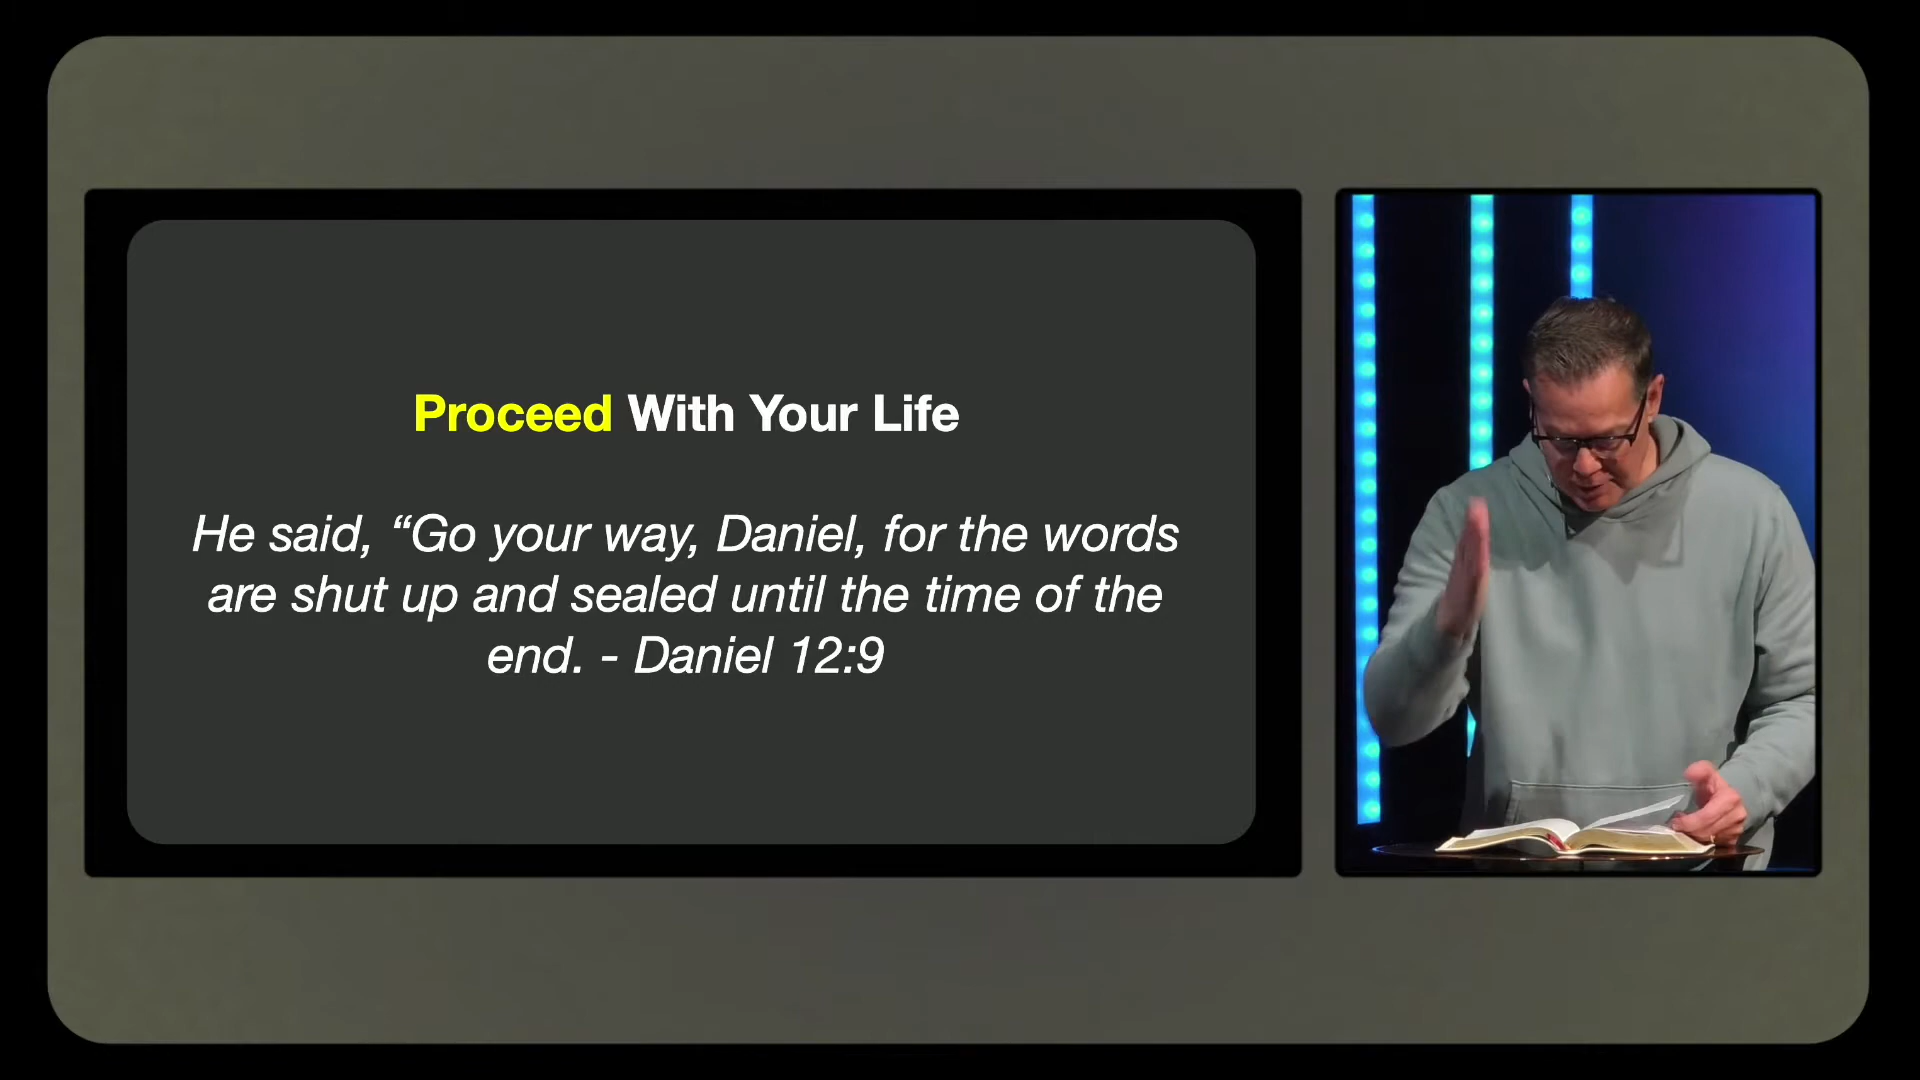 Proceed With Your Life
He said, “Go your way, Daniel, for the words
are shut up and sealed until the time of the
end. - Daniel 12:9